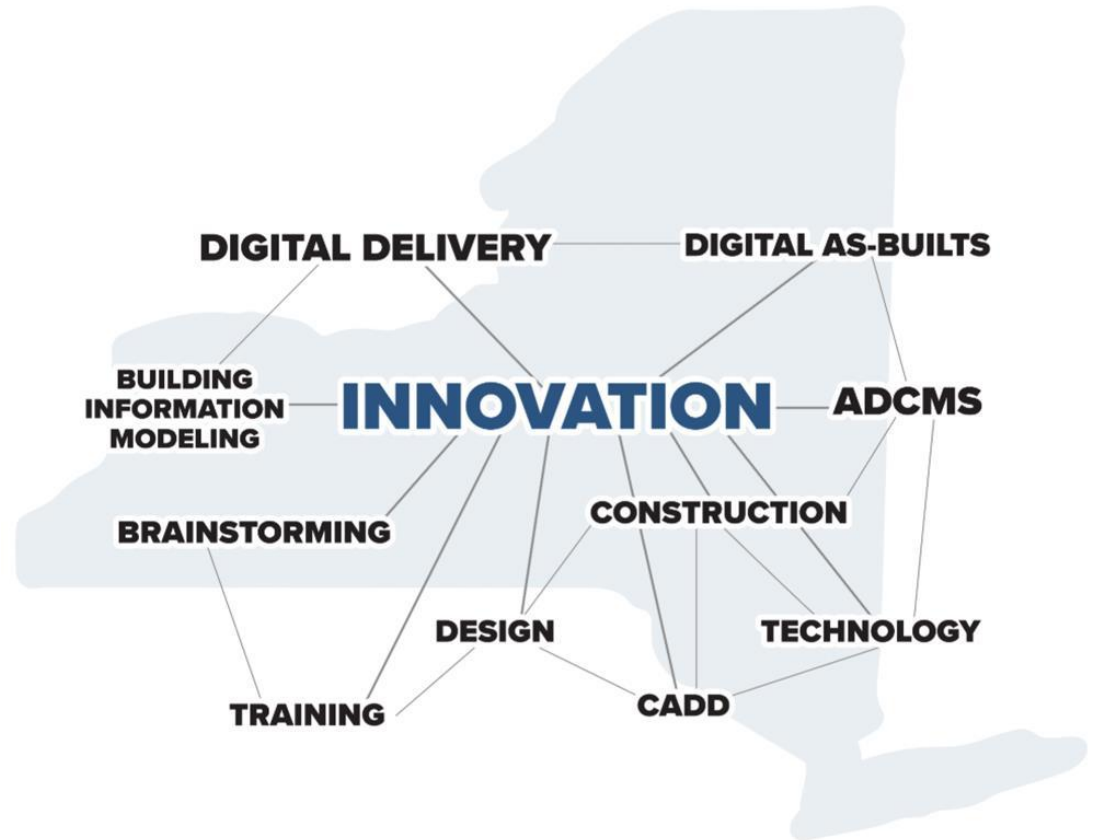 DIGITAL DELIVERY
DIGITAL AS-BUILTS
BUILDING
INFORMATION
MODELING
INNOVATION
ADCMS
BRAINSTORMING
CONSTRUCTION
DESIGN
TECHNOLOGY
TRAINING
CADD